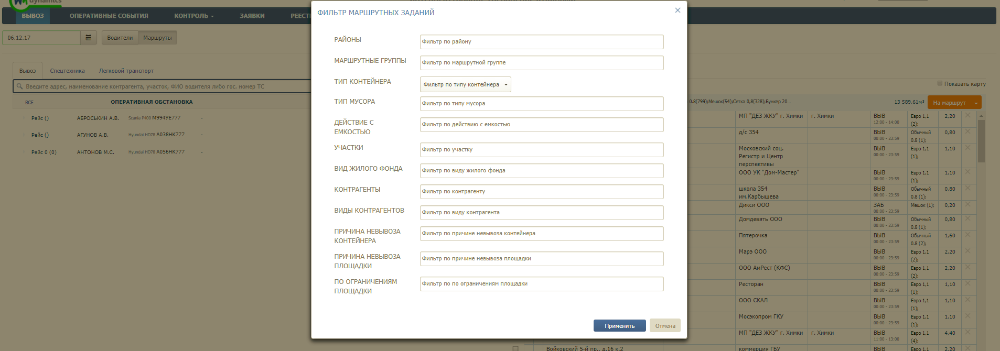 dynamics
ВЫВОЗ
ОПЕРАТИВНЫЕ СОБЫТИЯ
КОНТРОЛЬ
ЗАЯВКИ
06.12.17
Водители
Маршруты
Вывоз
Спецтехника
Легковой транспорт
Введите адрес, наименование контрагента, участок, ФИО водителя либо гос. номер ТС
ВСЕ
ОПЕРАТИВНАЯ ОБСТАНОВКА
Рейс () АБРОСЬКИН А.В. Scania P400 М994УЕ777 -
Рейс () АГУНОВ А.В. Hyundai HD78 А038НК777 -
Рейс 0 (0) АНТОНОВ М.С. Hyundai HD78 А056НК777 -
ФИЛЬТР МАРШРУТНЫХ ЗАДАНИЙ
РАЙОНЫ
Фильтр по району
МАРШРУТНЫЕ ГРУППЫ
Фильтр по маршрутной группе
ТИП КОНТЕЙНЕРА
Фильтр по типу контейнера
ТИП МУСОРА
Фильтр по типу мусора
ДЕЙСТВИЕ С
ЕМКОСТЬЮ
Фильтр по действию с емкостью
УЧАСТКИ
Фильтр по участку
ВИД ЖИЛОГО ФОНДА
Фильтр по виду жилого фонда
КОНТРАГЕНТЫ
Фильтр по контрагенту
ВИДЫ КОНТРАГЕНТОВ
Фильтр по виду контрагента
ПРИЧИНА НЕВЫВОЗА
КОНТЕЙНЕРА
Фильтр по причине невывоза контейнера
ПРИЧИНА НЕВЫВОЗА
ПЛОЩАДКИ
Фильтр по причине невывоза площадки
ПО ОГРАНИЧЕНИЯМ
ПЛОЩАДКИ
Фильтр по по ограничениям площадки
Применить
Отмена
Показать карту
0.8(799);Мешок(54);Сетка 0,8(328);Бункер 20...
13 589,61м³
На маршрут
МП "ДЕЗ ЖКУ" г. Химки г. Химки ВЫВ Евро 1,1 2,20
12:00 - 14:00 (2);
д/с 354 ВЫВ Обычный 0,80
00:00 - 23:59 0.8 (1);
Московский соц. ВЫВ Евро 1,1 1,10
Регистр и Центр 00:00 - 23:59 (1);
перспективы
ООО УК "Дом-Мастер" ВЫВ Евро 1,1 1,10
00:00 - 23:59 (1);
школа 354 ВЫВ Обычный 0,80
им.Карбышева 00:00 - 23:59 0.8 (1);
Дикси ООО ЗАБ Мешок (1); 0,20
00:00 - 23:59
Домдевять ООО ВЫВ Обычный 0,80
00:00 - 23:59 0.8 (1);
Пятерочка ВЫВ Обычный 1,60
00:00 - 23:59 0.8 (2);
Марэ ООО ВЫВ Евро 1,1 2,20
00:00 - 23:59 (2);
ООО АмРест (КФС) ВЫВ Евро 1,1 2,20
00:00 - 23:59 (2);
Ресторан ВЫВ Евро 1,1 1,10
00:00 - 23:59 (1);
ООО СКАЛ ВЫВ Евро 1,1 1,10
00:00 - 23:59 (1);
Мосэкопром ГКУ ВЫВ Евро 1,1 1,10
00:00 - 23:59 (1);
МП "ДЕЗ ЖКУ" г. Химки г. Химки ВЫВ Евро 1,1 4,40
11:00 - 13:00 (4);
Войковский 5-й пр., д.16 к.2 коммерция ГБУ ВЫВ Евро 1,1 2,20